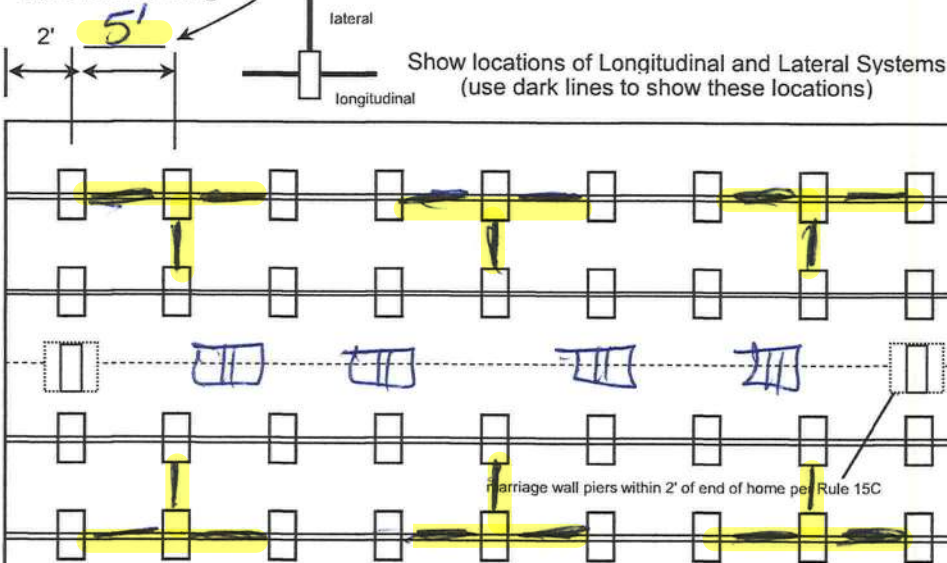 lateral
2'
5'
longitudinal
Show locations of Longitudinal and Lateral Systems
(use dark lines to show these locations)
marriage wall piers within 2' of end of home per Rule 15C